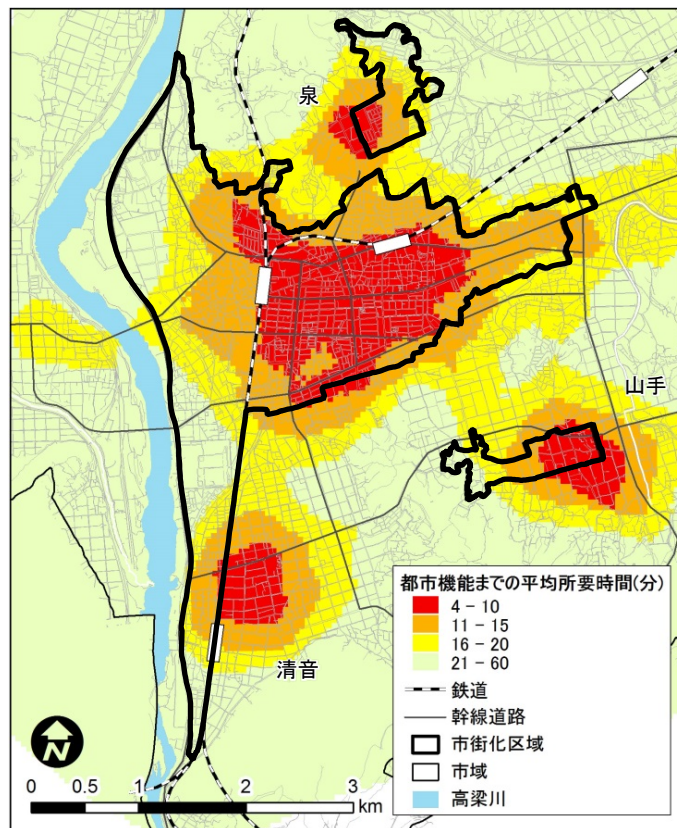 泉
山手
清音
都市機能までの平均所要時間(分)
4 - 10
11 - 15
16 - 20
21 - 60
鉄道
幹線道路
市街化区域
市域
高梁川
N
0 0.5 1 2 3
km